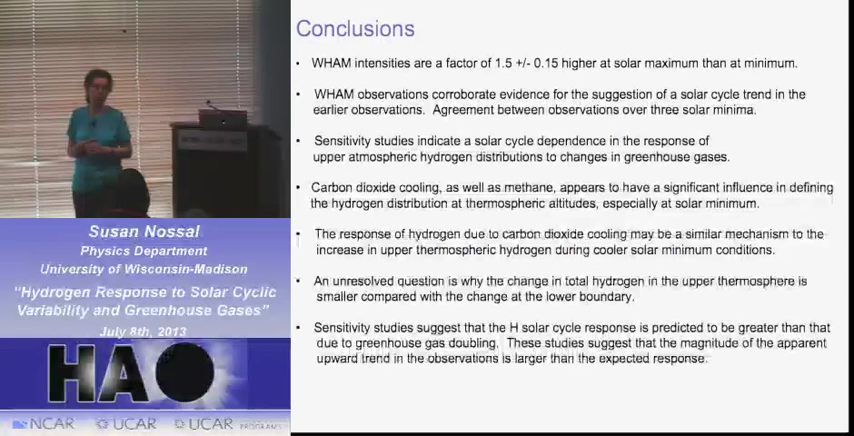 Conclusions
• WHAM intensities are a factor of 1.5 +/- 0.15 higher at solar maximum than at minimum.
• WHAM observations corroborate evidence for the suggestion of a solar cycle trend in the
earlier observations. Agreement between observations over three solar minima.
• Sensitivity studies indicate a solar cycle dependence in the response of
upper atmospheric hydrogen distributions to changes in greenhouse gases.
• Carbon dioxide cooling, as well as methane, appears to have a significant influence in defining
the hydrogen distribution at thermospheric altitudes, especially at solar minimum.
• The response of hydrogen due to carbon dioxide cooling may be a similar mechanism to the
increase in upper thermospheric hydrogen during cooler solar minimum conditions.
• An unresolved question is why the change in total hydrogen in the upper thermosphere is
smaller compared with the change at the lower boundary.
• Sensitivity studies suggest that the H solar cycle response is predicted to be greater than that
due to greenhouse gas doubling. These studies suggest that the magnitude of the apparent
upward trend in the observations is larger than the expected response.
Susan Nossal
Physics Department
University of Wisconsin-Madison
"Hydrogen Response to Solar Cyclic
Variability and Greenhouse Gases"
July 8th, 2013
HAO
NCAR UCAR UCAR PROGRAMS